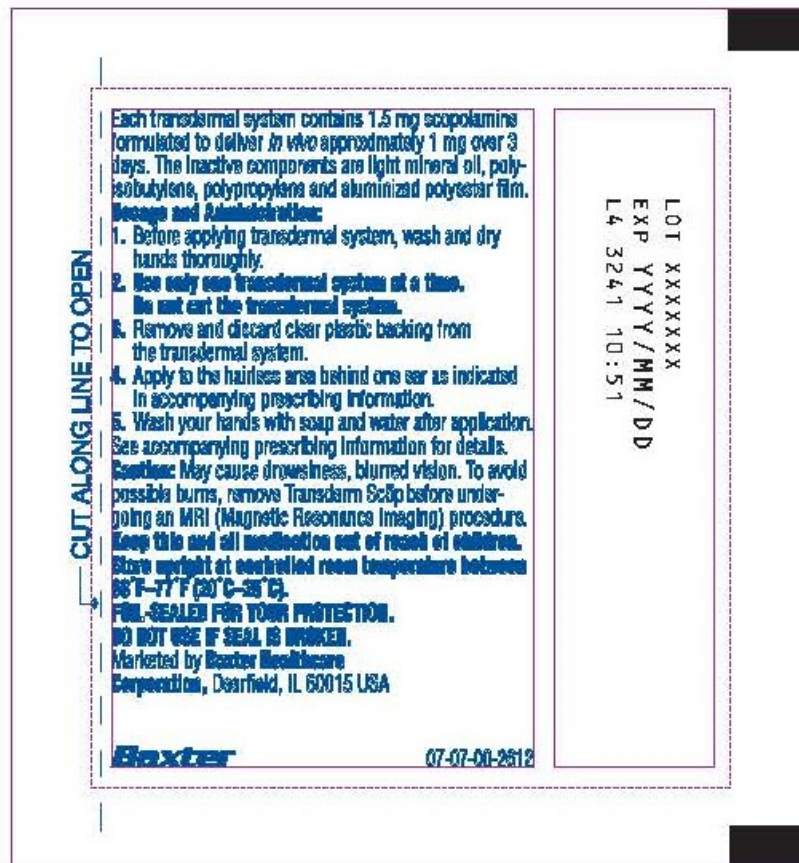 CUT ALONG LINE TO OPEN
Each transdermal system contains 1.5 mg scopolamine
formulated to deliver in vivo approximately 1 mg over 3
days. The inactive components are light mineral oil, poly-
isobutylene, polypropylene and aluminized polyester film.
Dosage and Administration:
1. Before applying transdermal system, wash and dry
hands thoroughly.
2. Use only one transdermal system at a time.
Do not cut the transdermal system.
3. Remove and discard clear plastic backing from
the transdermal system.
4. Apply to the hairless area behind one ear as indicated
in accompanying prescribing information.
5. Wash your hands with soap and water after application.
See accompanying prescribing information for details.
Caution: May cause drowsiness, blurred vision. To avoid
possible burns, remove Transderm Scōp before under-
going an MRI (Magnetic Resonance Imaging) procedure.
Keep this and all medication out of reach of children.
Store upright at controlled room temperature between
68°F–77°F (20°C–25°C).
FOIL-SEALED FOR YOUR PROTECTION.
DO NOT USE IF SEAL IS BROKEN.
Marketed by Baxter Healthcare
Corporation, Deerfield, IL 60015 USA
Baxter 07-07-00-2612
LOT XXXXXXX
EXP YYYY/MM/DD
L4 3241 10:51